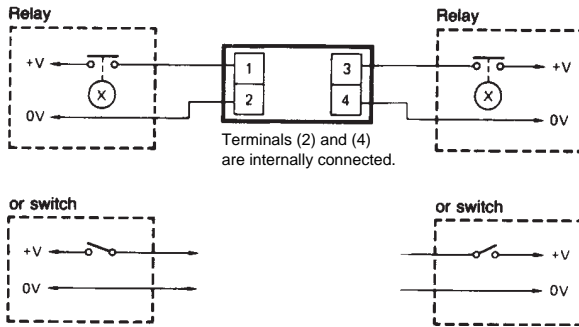 Relay
Relay
+V
1
3
+V
X
2
4
X
0V
0V
Terminals (2) and (4)
are internally connected.
or switch
or switch
+V
+V
0V
0V